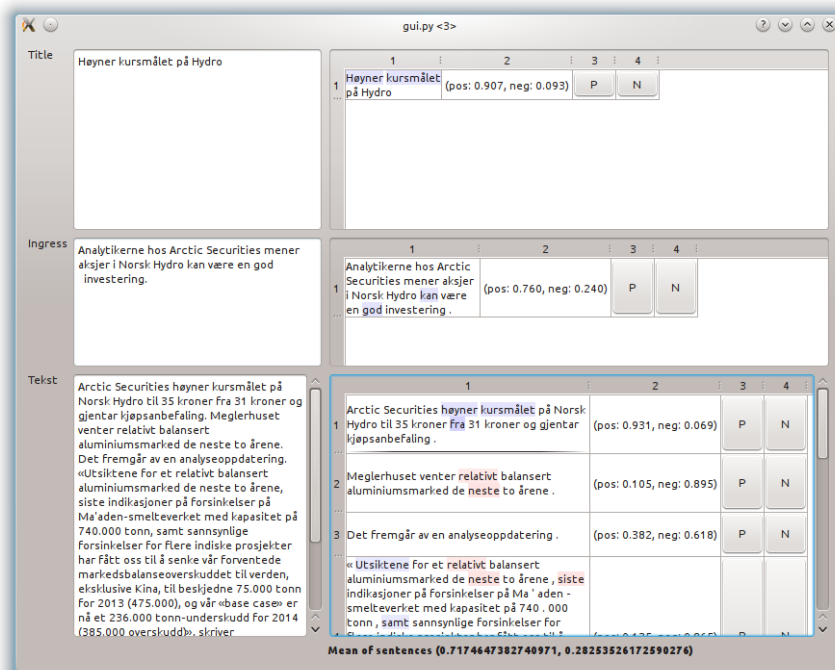 gui.py <3>
Title
Høyner kursmålet på Hydro
1 2 3 4
1 Høyner kursmålet på Hydro (pos: 0.907, neg: 0.093) P N
Ingress
Analytikerne hos Arctic Securities mener
aksjer i Norsk Hydro kan være en god
investering.
1 2 3 4
Analytikerne hos Arctic
Securities mener aksjer
1 i Norsk Hydro kan være (pos: 0.760, neg: 0.240) P N
en god investering .
Tekst
Arctic Securities høyner kursmålet på
Norsk Hydro til 35 kroner fra 31 kroner og
gjentar kjøpsanbefaling. Meglerhuset
venter relativt balansert
aluminiumsmarked de neste to årene.
Det fremgår av en analyseoppdatering.
«Utsiktene for et relativt balansert
aluminiumsmarked de neste to årene,
siste indikasjoner på forsinkelser på
Ma'aden-smelteverket med kapasitet på
740.000 tonn, samt sannsynlige
forsinkelser for flere indiske prosjekter
har fått oss til å senke vår forventede
markedsbalanseoverskuddet til verden,
eksklusive Kina, til beskjedne 75.000 tonn
for 2013 (475.000), og vår «base case» er
nå et 236.000 tonn-underskudd for 2014
(385.000 overskudd)», skriver
1 2 3 4
Arctic Securities høyner kursmålet på Norsk
1 Hydro til 35 kroner fra 31 kroner og gjentar (pos: 0.931, neg: 0.069) P N
kjøpsanbefaling .
2 Meglerhuset venter relativt balansert (pos: 0.105, neg: 0.895) P N
aluminiumsmarked de neste to årene .
3 Det fremgår av en analyseoppdatering . (pos: 0.382, neg: 0.618) P N
« Utsiktene for et relativt balansert
aluminiumsmarked de neste to årene , siste
indikasjoner på forsinkelser på Ma ' aden -
smelteverket med kapasitet på 740 . 000
tonn , samt sannsynlige forsinkelser for
Mean of sentences (0.7174647382740971, 0.28253526172590276)